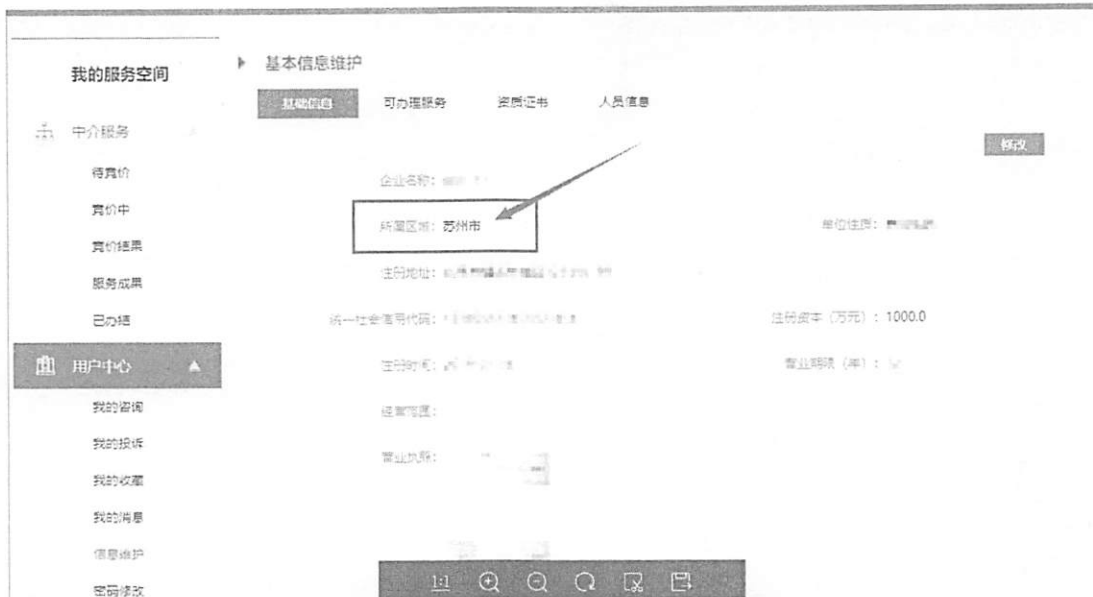 我的服务空间
中介服务
待竞价
竞价中
竞价结果
服务成果
已办结
用户中心
我的咨询
我的投诉
我的收藏
我的消息
信息维护
密码修改
基本信息维护
基础信息 可办理服务 资质证书 人员信息
修改
企业名称:
所属区域: 苏州市 单位性质:
注册地址:
统一社会信用代码: 注册资本 (万元) : 1000.0
注册时间: 营业期限 (年) :
经营范围:
营业执照:
1:1